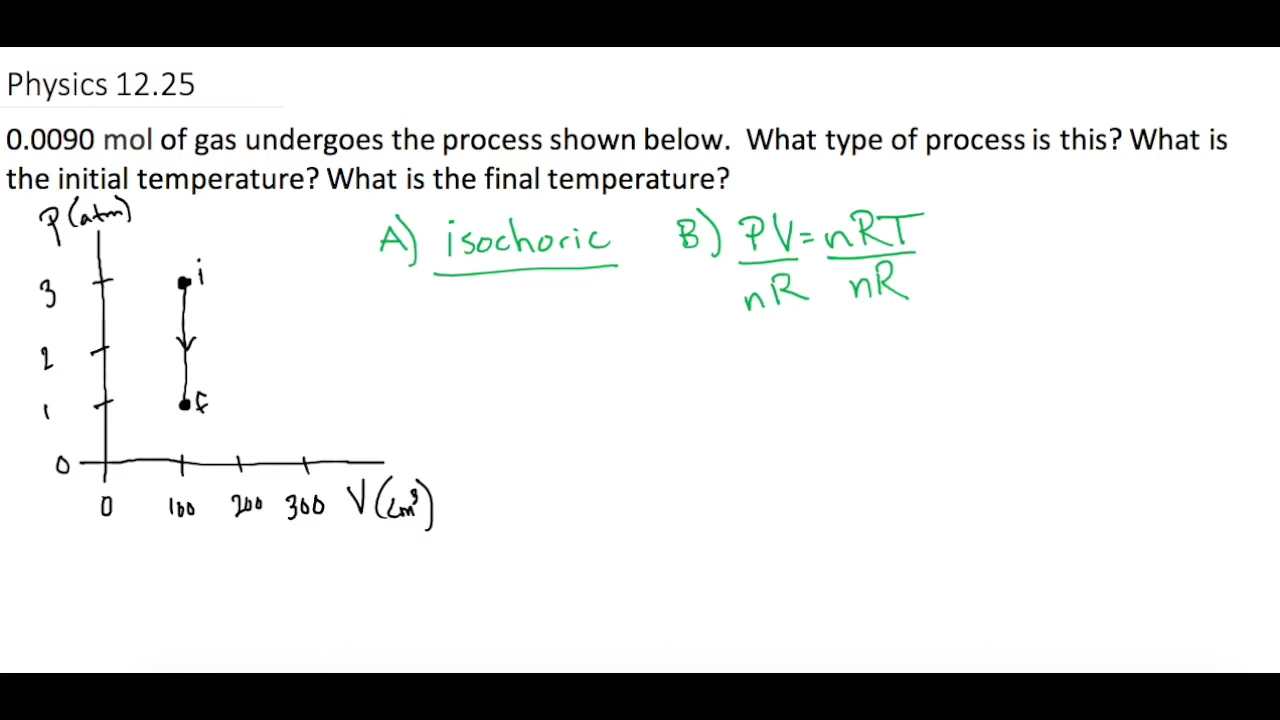 Physics 12.25
0.0090 mol of gas undergoes the process shown below. What type of process is this? What is
the initial temperature? What is the final temperature?
P(atm)
A) isochoric
B) PV = nRT
nR nR
3
i
2
1
f
0
0 100 200 300 V(cm³)